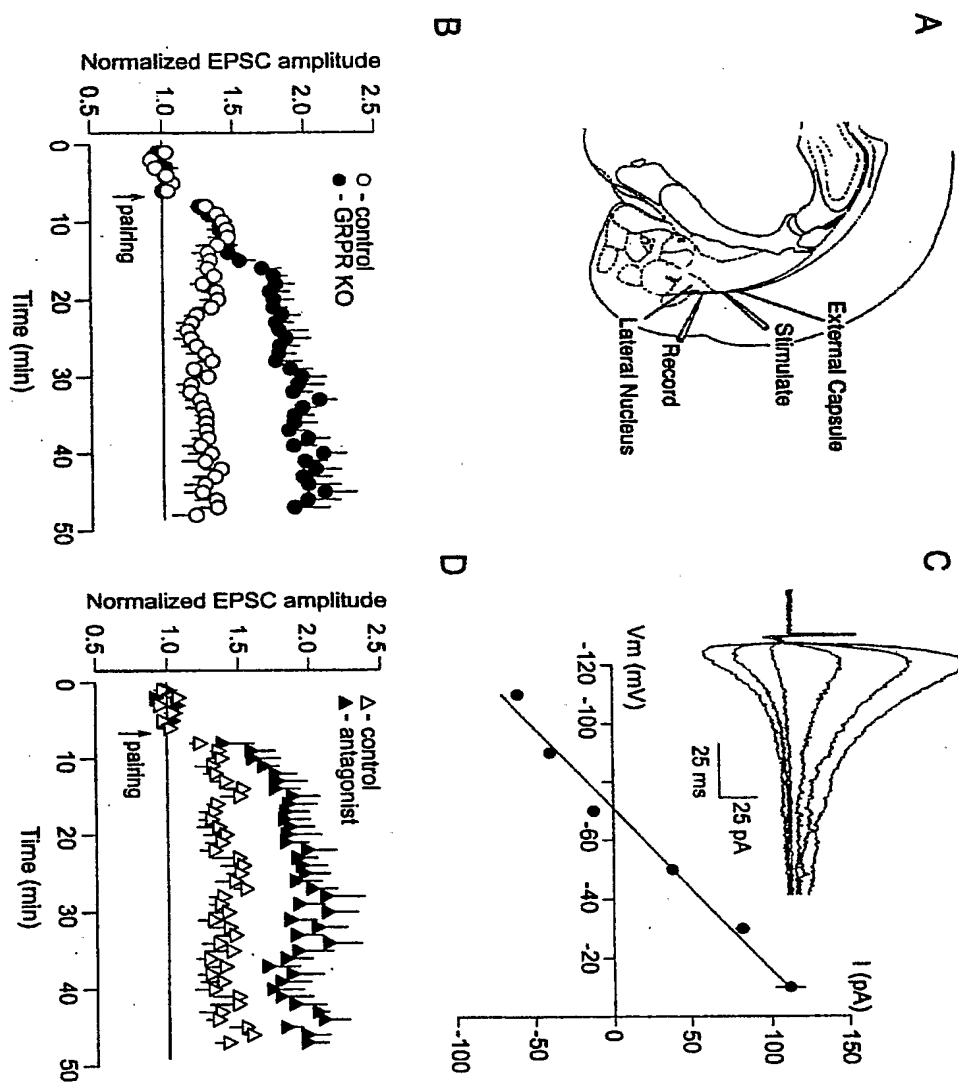 A
External Capsule
Stimulate
Record
Lateral Nucleus
B
Normalized EPSC amplitude
2.5
2.0
1.5
1.0
0.5
○ - control
● - GRPR KO
pairing
0 10 20 30 40 50
Time (min)
Normalized EPSC amplitude
2.5
2.0
1.5
1.0
0.5
△ - control
▲ - antagonist
pairing
0 10 20 30 40 50
Time (min)
C
25 pA
25 ms
D
I (pA)
150
100
50
0
-50
-100
Vm (mV)
-120 -100 -60 -40 -20